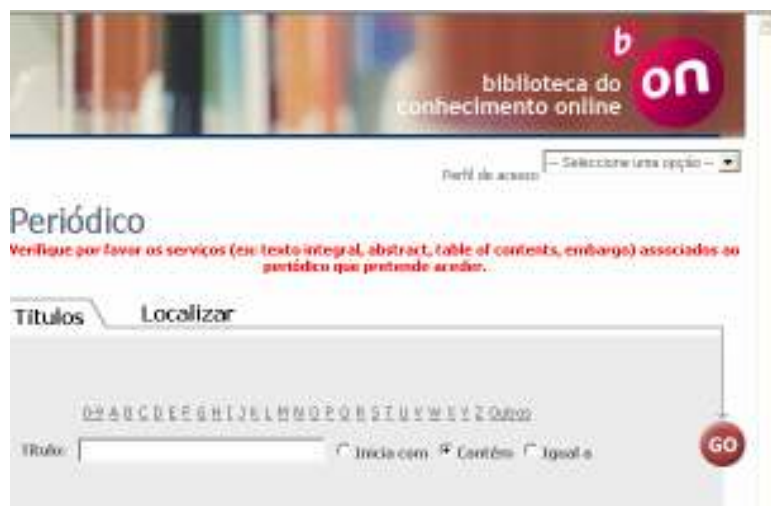 b
on
biblioteca do
conhecimento online
Perfil de acesso
-- Seleccione uma opção --
Periódico
Verifique por favor os serviços (ex: texto integral, abstract, table of contents, embargo) associados ao
periódico que pretende aceder.
Títulos Localizar
0-9 A B C D E F G H I J K L M N O P Q R S T U V W X Y Z Outros
Título: Inicia com Contém Igual a
GO